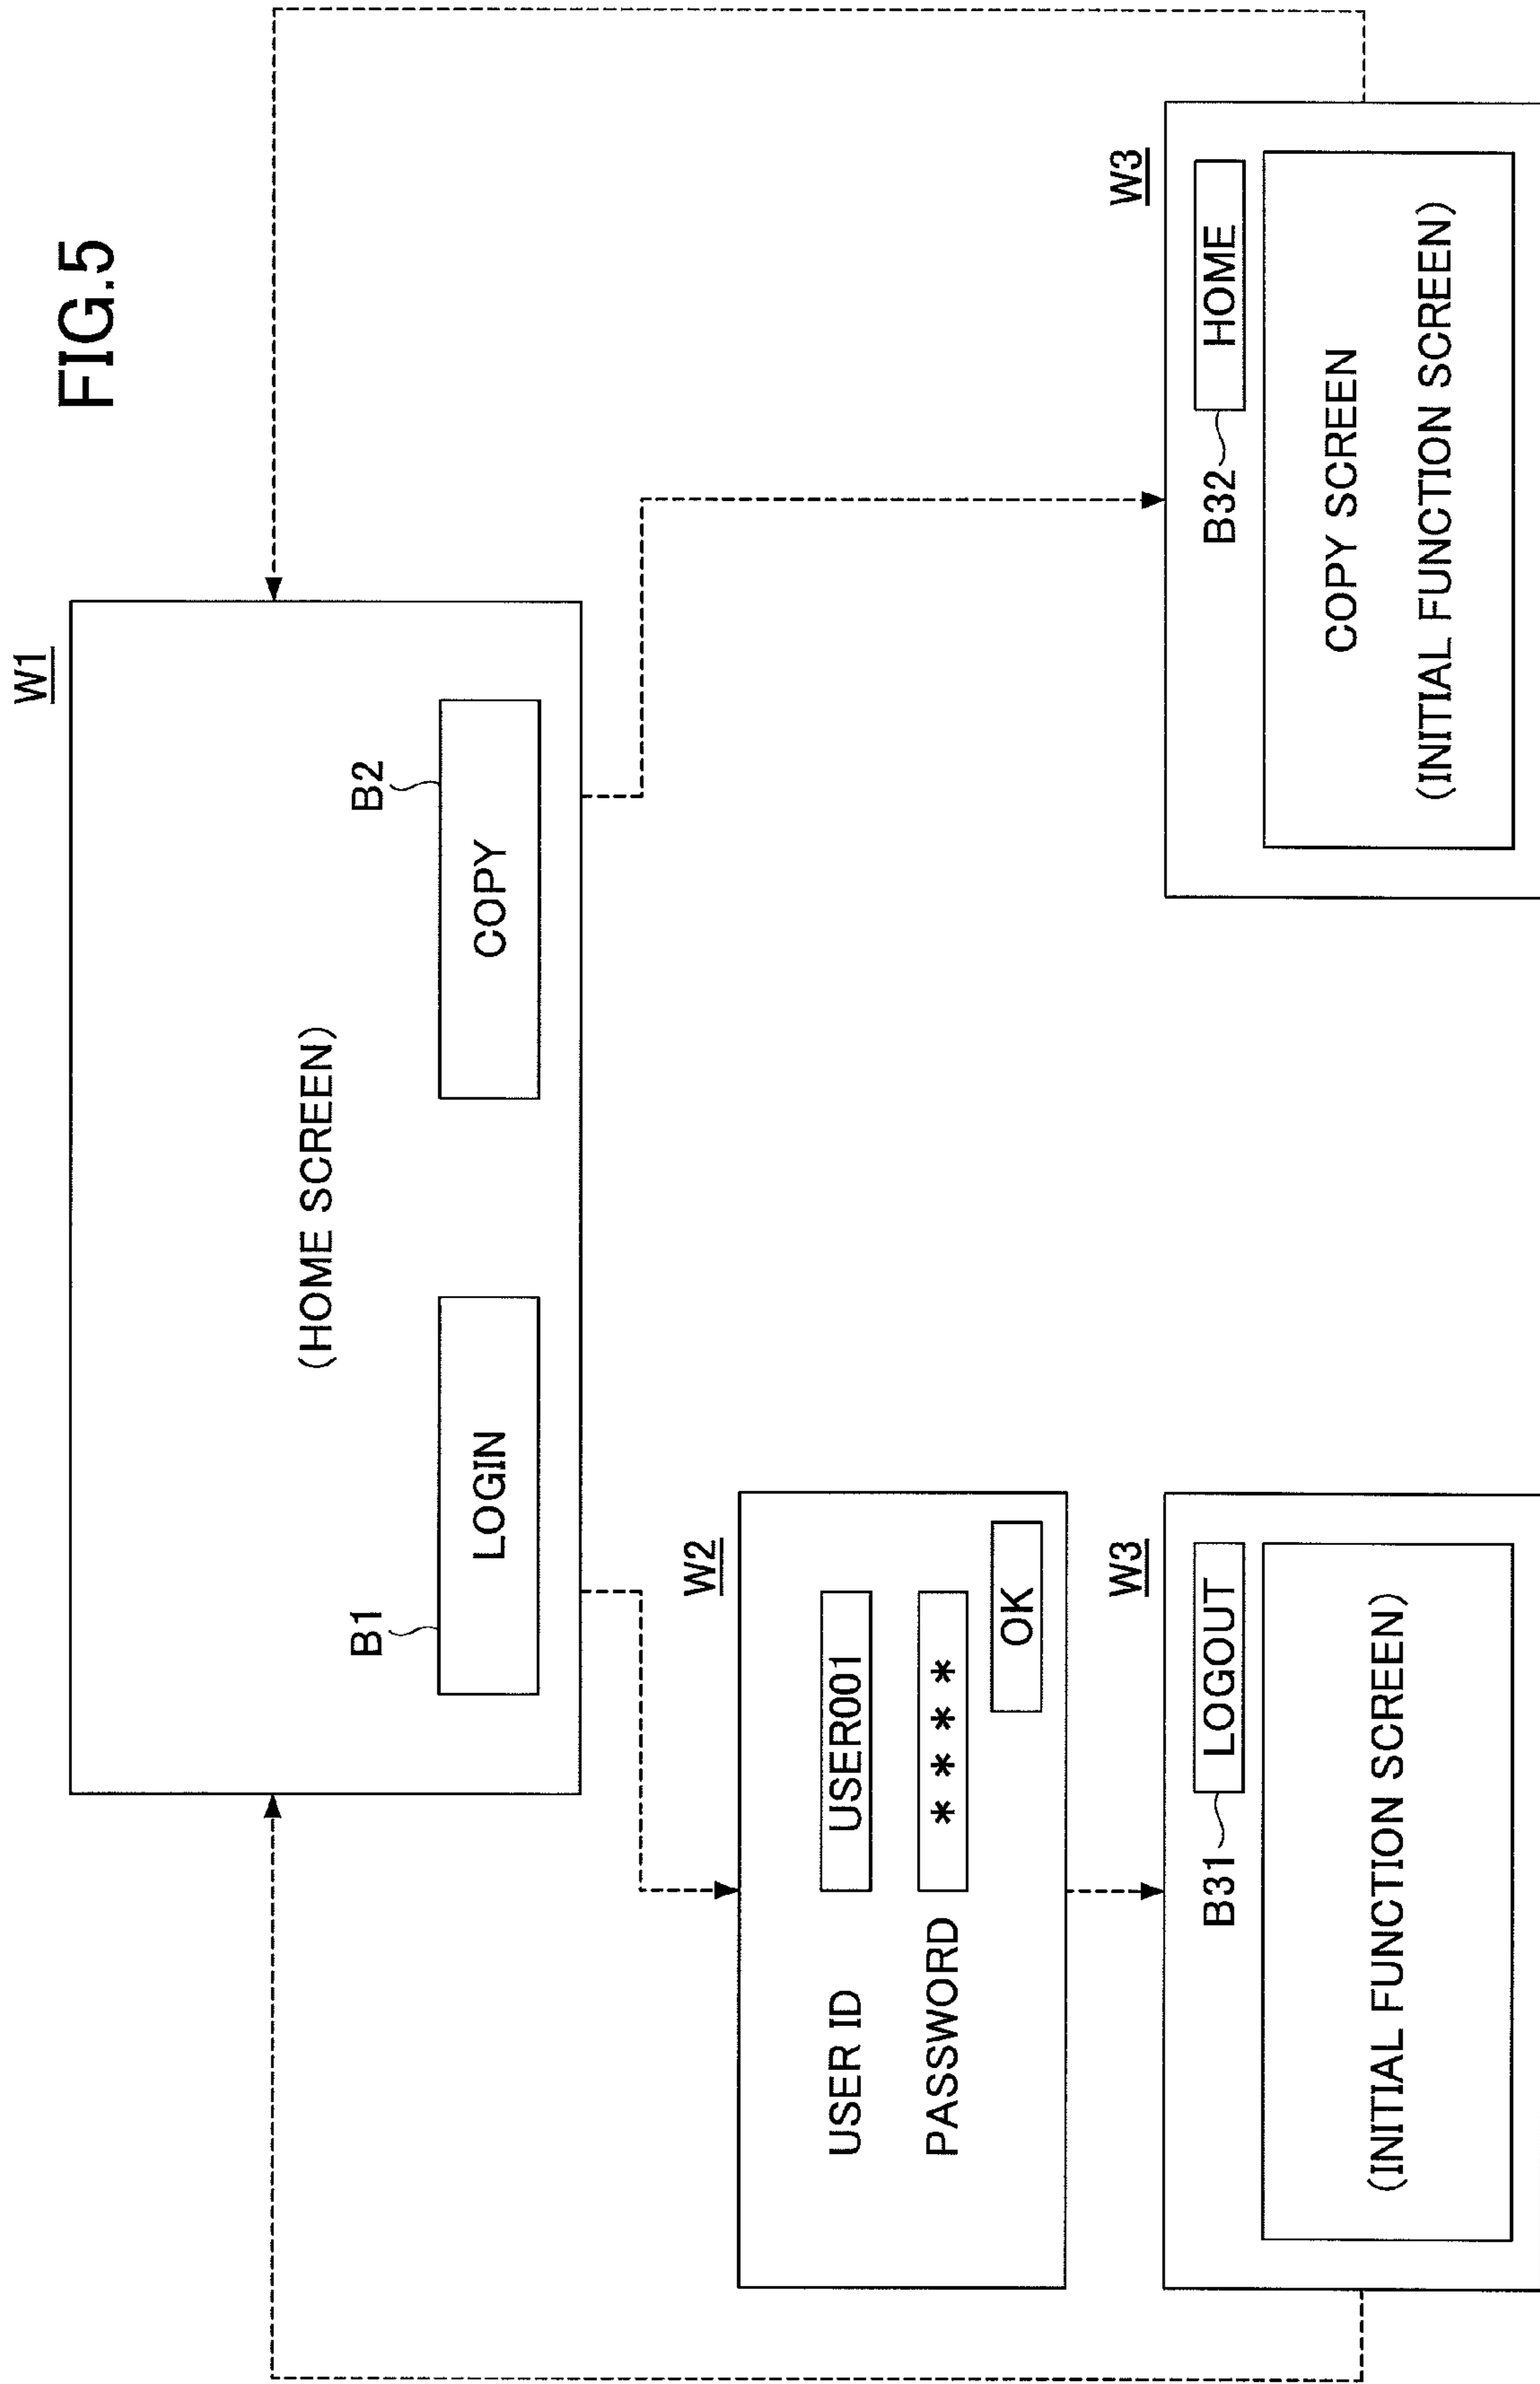 FIG.5
W1
(HOME SCREEN)
B1
B2
LOGIN
COPY
W2
USER ID
USER001
PASSWORD
* * * *
OK
W3
B31
LOGOUT
(INITIAL FUNCTION SCREEN)
W3
B32
HOME
COPY SCREEN
(INITIAL FUNCTION SCREEN)